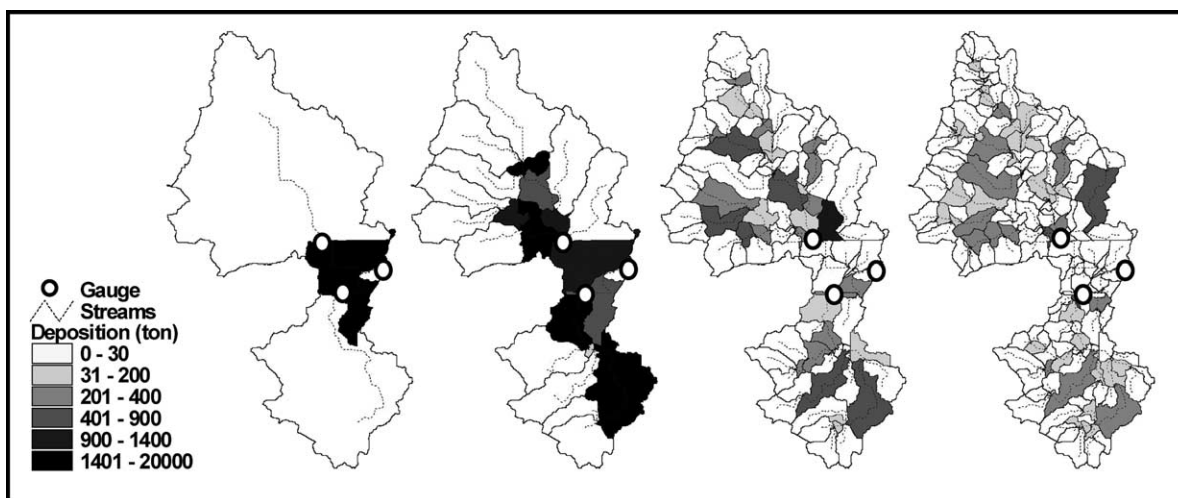 Gauge
Streams
Deposition (ton)
0 - 30
31 - 200
201 - 400
401 - 900
900 - 1400
1401 - 20000